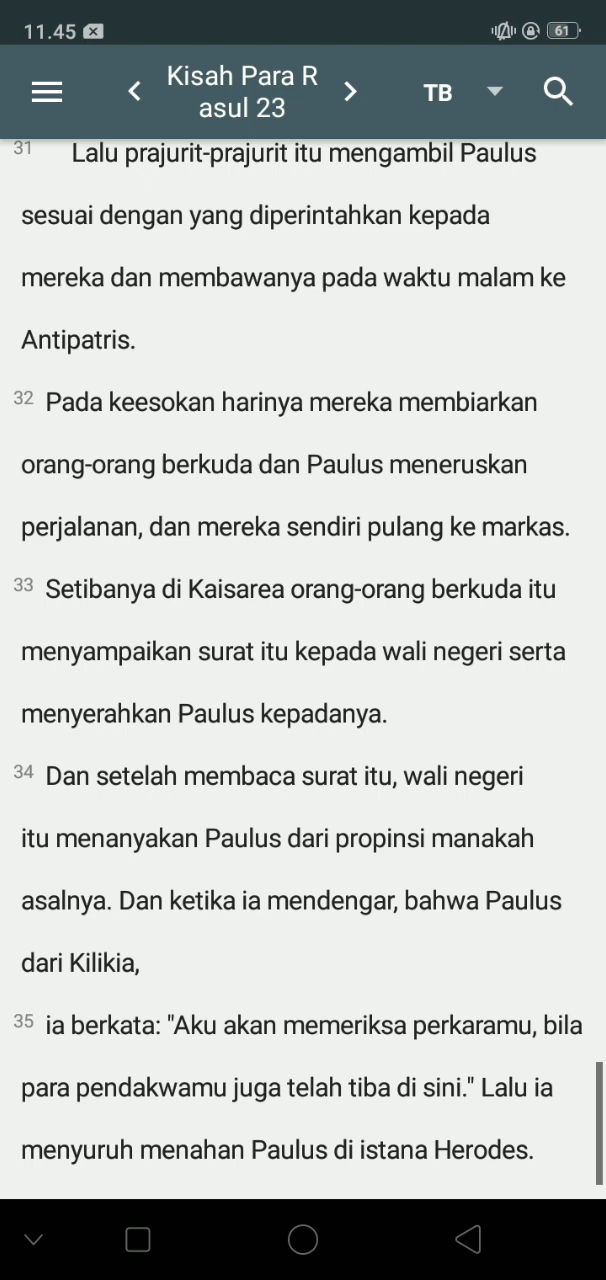 11.45
61
Kisah Para R
asul 23
TB
31 Lalu prajurit-prajurit itu mengambil Paulus
sesuai dengan yang diperintahkan kepada
mereka dan membawanya pada waktu malam ke
Antipatris.
32 Pada keesokan harinya mereka membiarkan
orang-orang berkuda dan Paulus meneruskan
perjalanan, dan mereka sendiri pulang ke markas.
33 Setibanya di Kaisarea orang-orang berkuda itu
menyampaikan surat itu kepada wali negeri serta
menyerahkan Paulus kepadanya.
34 Dan setelah membaca surat itu, wali negeri
itu menanyakan Paulus dari propinsi manakah
asalnya. Dan ketika ia mendengar, bahwa Paulus
dari Kilikia,
35 ia berkata: "Aku akan memeriksa perkaramu, bila
para pendakwamu juga telah tiba di sini." Lalu ia
menyuruh menahan Paulus di istana Herodes.